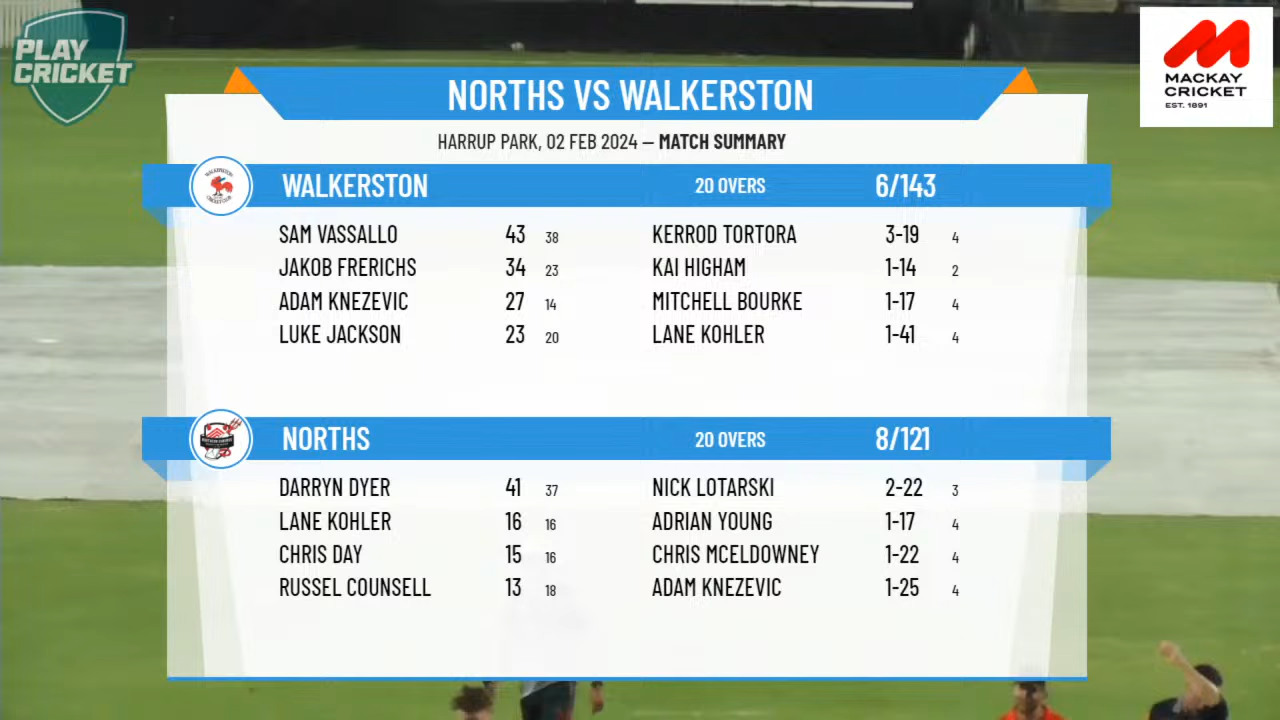 PLAY
CRICKET
MACKAY
CRICKET
EST. 1891
NORTHS VS WALKERSTON
HARRUP PARK, 02 FEB 2024 – MATCH SUMMARY
WALKERSTON 20 OVERS 6/143
SAM VASSALLO 43 38 KERROD TORTORA 3-19 4
JAKOB FRERICHS 34 23 KAI HIGHAM 1-14 2
ADAM KNEZEVIC 27 14 MITCHELL BOURKE 1-17 4
LUKE JACKSON 23 20 LANE KOHLER 1-41 4
NORTHS 20 OVERS 8/121
DARRYN DYER 41 37 NICK LOTARSKI 2-22 3
LANE KOHLER 16 16 ADRIAN YOUNG 1-17 4
CHRIS DAY 15 16 CHRIS MCELDOWNEY 1-22 4
RUSSEL COUNSELL 13 18 ADAM KNEZEVIC 1-25 4